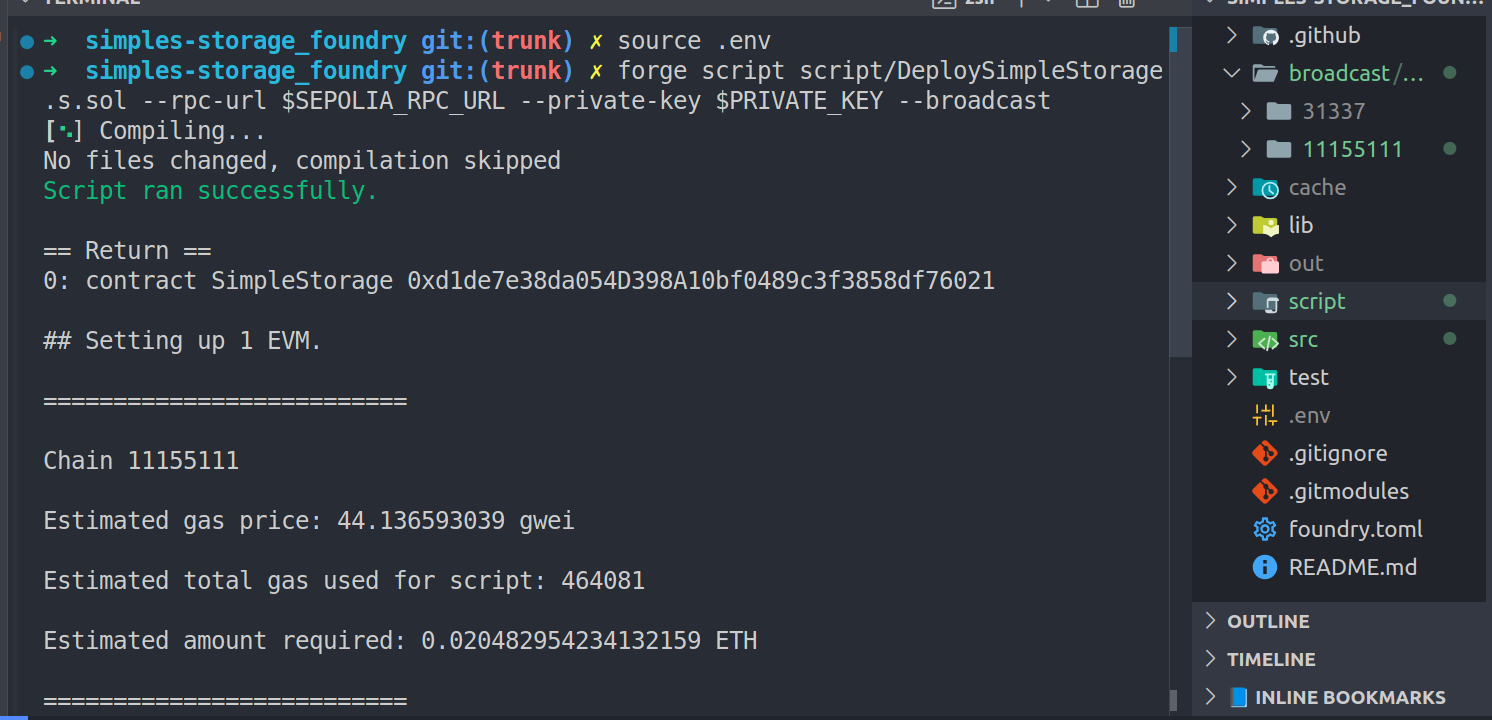 TERMINAL
zsh
source .env
➜ simples-storage_foundry git:(trunk) ✗ source .env
➜ simples-storage_foundry git:(trunk) ✗ forge script script/DeploySimpleStorage
.s.sol --rpc-url $SEPOLIA_RPC_URL --private-key $PRIVATE_KEY --broadcast
[⠢] Compiling...
No files changed, compilation skipped
Script ran successfully.
== Return ==
0: contract SimpleStorage 0xd1de7e38da054D398A10bf0489c3f3858df76021
## Setting up 1 EVM.
==========================
Chain 11155111
Estimated gas price: 44.136593039 gwei
Estimated total gas used for script: 464081
Estimated amount required: 0.020482954234132159 ETH
==========================
SIMPLES-STORAGE_FOUN...
.github
broadcast/...
31337
11155111
cache
lib
out
script
src
test
.env
.gitignore
.gitmodules
foundry.toml
README.md
OUTLINE
TIMELINE
INLINE BOOKMARKS